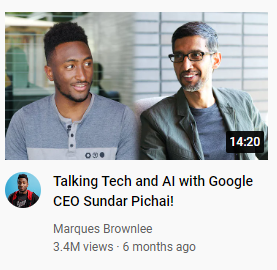 14:20
Talking Tech and AI with Google
CEO Sundar Pichai!
Marques Brownlee
3.4M views · 6 months ago